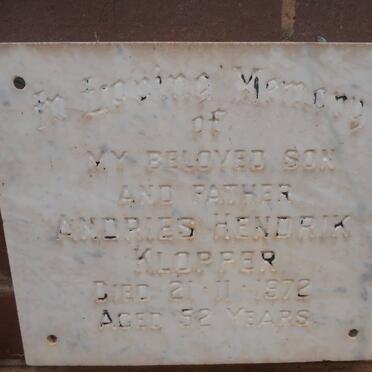 In Loving Memory
of
MY BELOVED SON
AND FATHER
ANDRIES HENDRIK
KLOPPER
DIED 21 11 1972
AGED 52 YEARS.